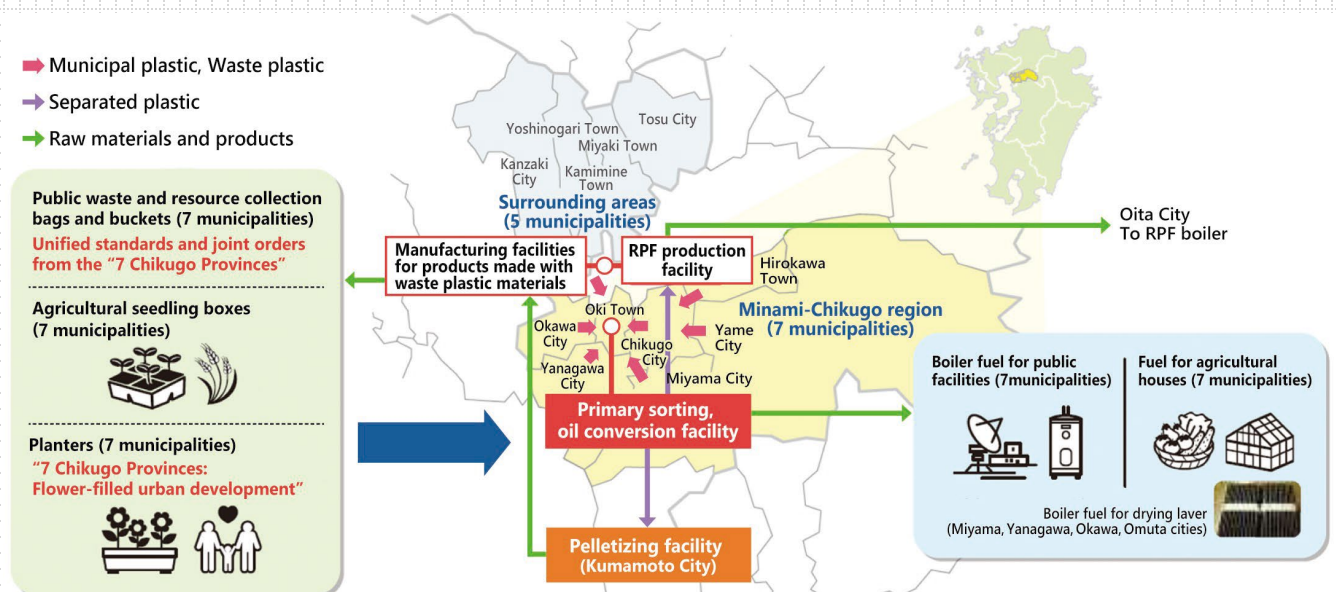 Municipal plastic, Waste plastic
Separated plastic
Raw materials and products
Public waste and resource collection
bags and buckets (7 municipalities)
Unified standards and joint orders
from the “7 Chikugo Provinces”
Agricultural seedling boxes
(7 municipalities)
Planters (7 municipalities)
“7 Chikugo Provinces:
Flower-filled urban development”
Tosu City
Yoshinogari Town
Miyaki Town
Kanzaki
City
Kamimine
Town
Surrounding areas
(5 municipalities)
Manufacturing facilities
for products made with
waste plastic materials
RPF production
facility
Oita City
To RPF boiler
Hirokawa
Town
Minami-Chikugo region
(7 municipalities)
Oki Town
Okawa
City
Chikugo
City
Yame
City
Yanagawa
City
Miyama City
Primary sorting,
oil conversion facility
Pelletizing facility
(Kumamoto City)
Boiler fuel for public
facilities (7municipalities)
Fuel for agricultural
houses (7 municipalities)
Boiler fuel for drying laver
(Miyama, Yanagawa, Okawa, Omuta cities)